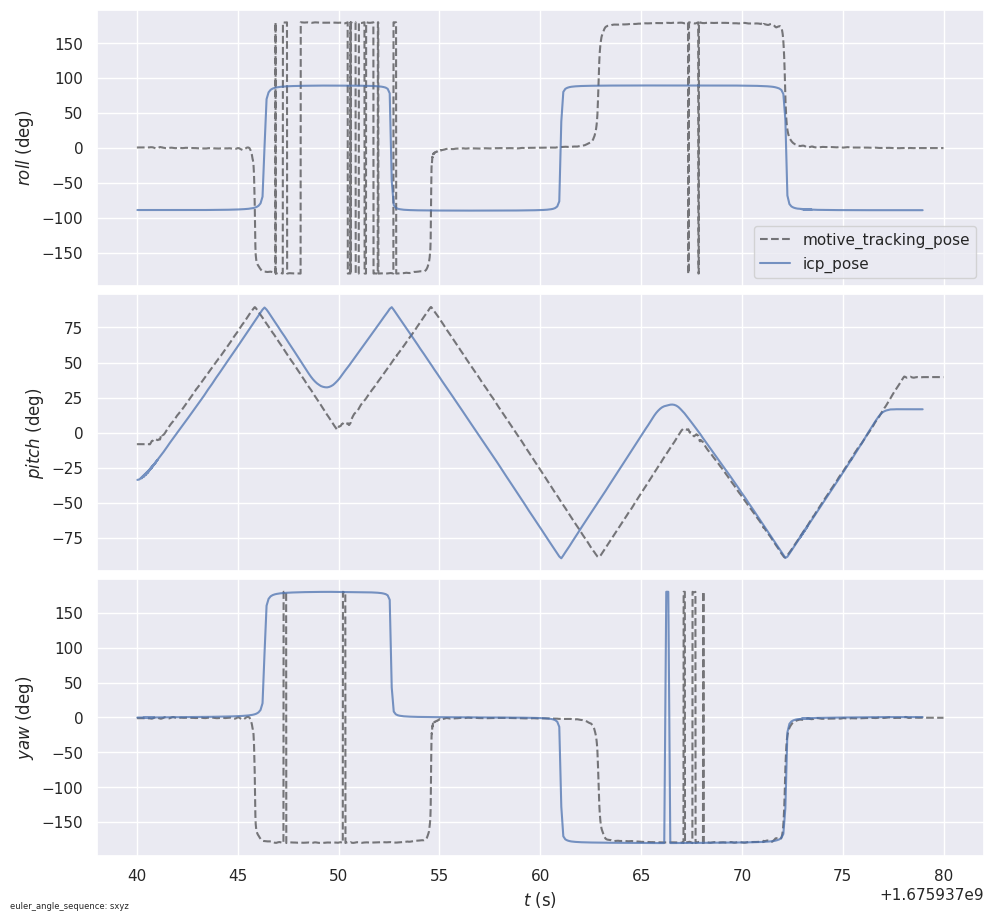 150
100
50
0
−50
−100
−150
roll (deg)
motive_tracking_pose
icp_pose
75
50
25
0
−25
−50
−75
pitch (deg)
150
100
50
0
−50
−100
−150
yaw (deg)
40 45 50 55 60 65 70 75 80
+1.675937e9
t (s)
euler_angle_sequence: sxyz